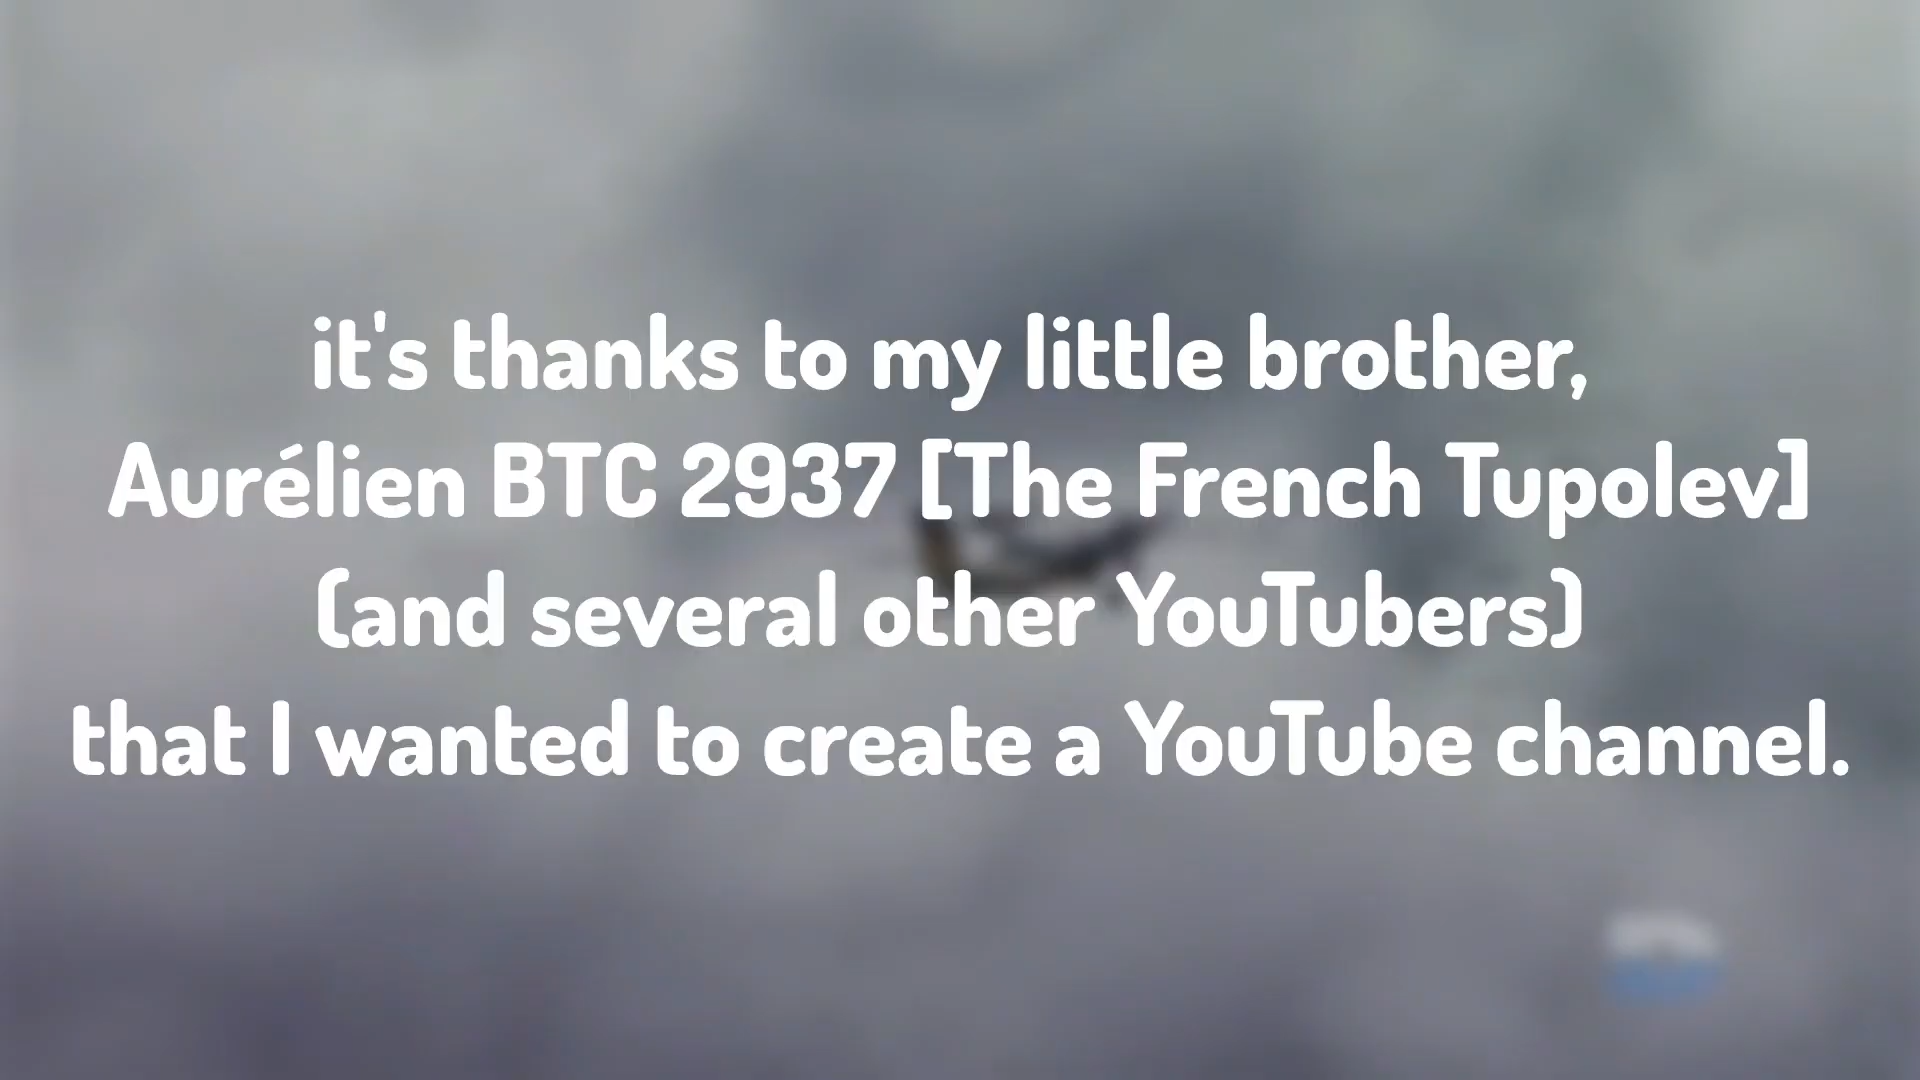 it's thanks to my little brother,
Aurélien BTC 2937 [The French Tupolev]
(and several other YouTubers)
that I wanted to create a YouTube channel.